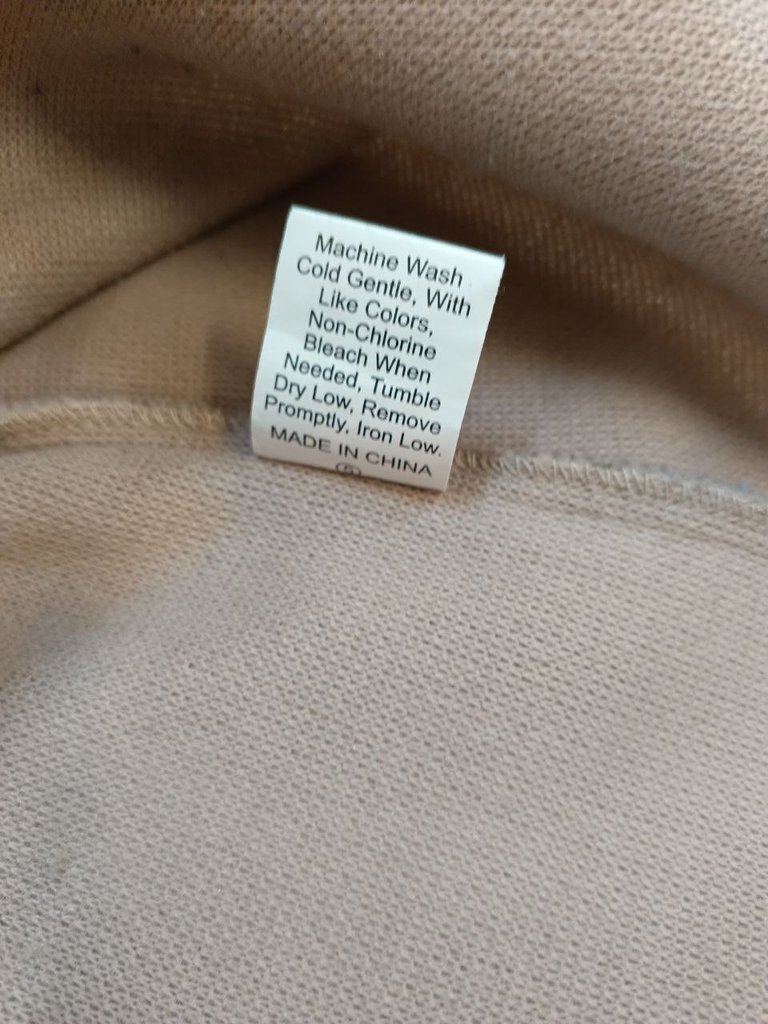 Machine Wash
Cold Gentle, With
Like Colors,
Non-Chlorine
Bleach When
Needed, Tumble
Dry Low, Remove
Promptly, Iron Low.
MADE IN CHINA